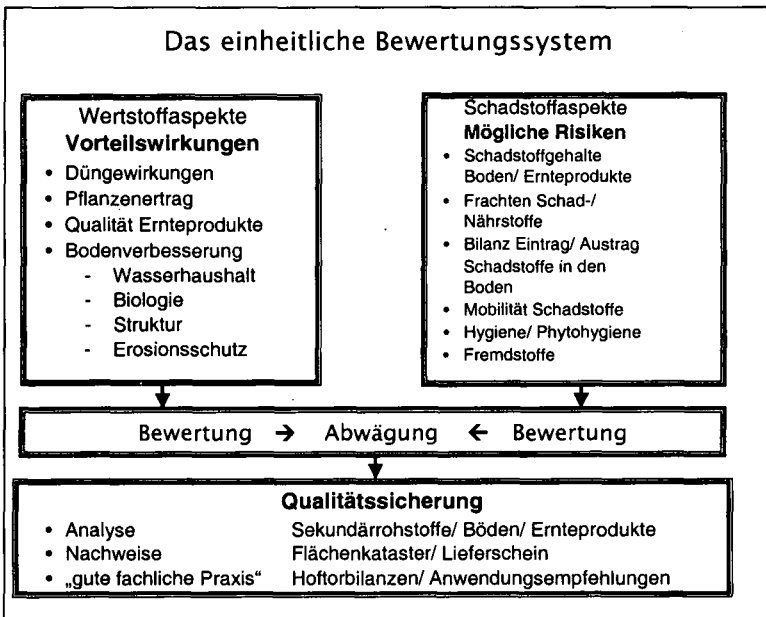 Das einheitliche Bewertungssystem
Wertstoffaspekte
Vorteilswirkungen
• Düngewirkungen
• Pflanzenertrag
• Qualität Ernteprodukte
• Bodenverbesserung
- Wasserhaushalt
- Biologie
- Struktur
- Erosionsschutz
Schadstoffaspekte
Mögliche Risiken
• Schadstoffgehalte
Boden/ Ernteprodukte
• Frachten Schad-/
Nährstoffe
• Bilanz Eintrag/ Austrag
Schadstoffe in den
Boden
• Mobilität Schadstoffe
• Hygiene/ Phytohygiene
• Fremdstoffe
Bewertung → Abwägung ← Bewertung
Qualitätssicherung
• Analyse Sekundärrohstoffe/ Böden/ Ernteprodukte
• Nachweise Flächenkataster/ Lieferschein
• „gute fachliche Praxis“ Hoftorbilanzen/ Anwendungsempfehlungen